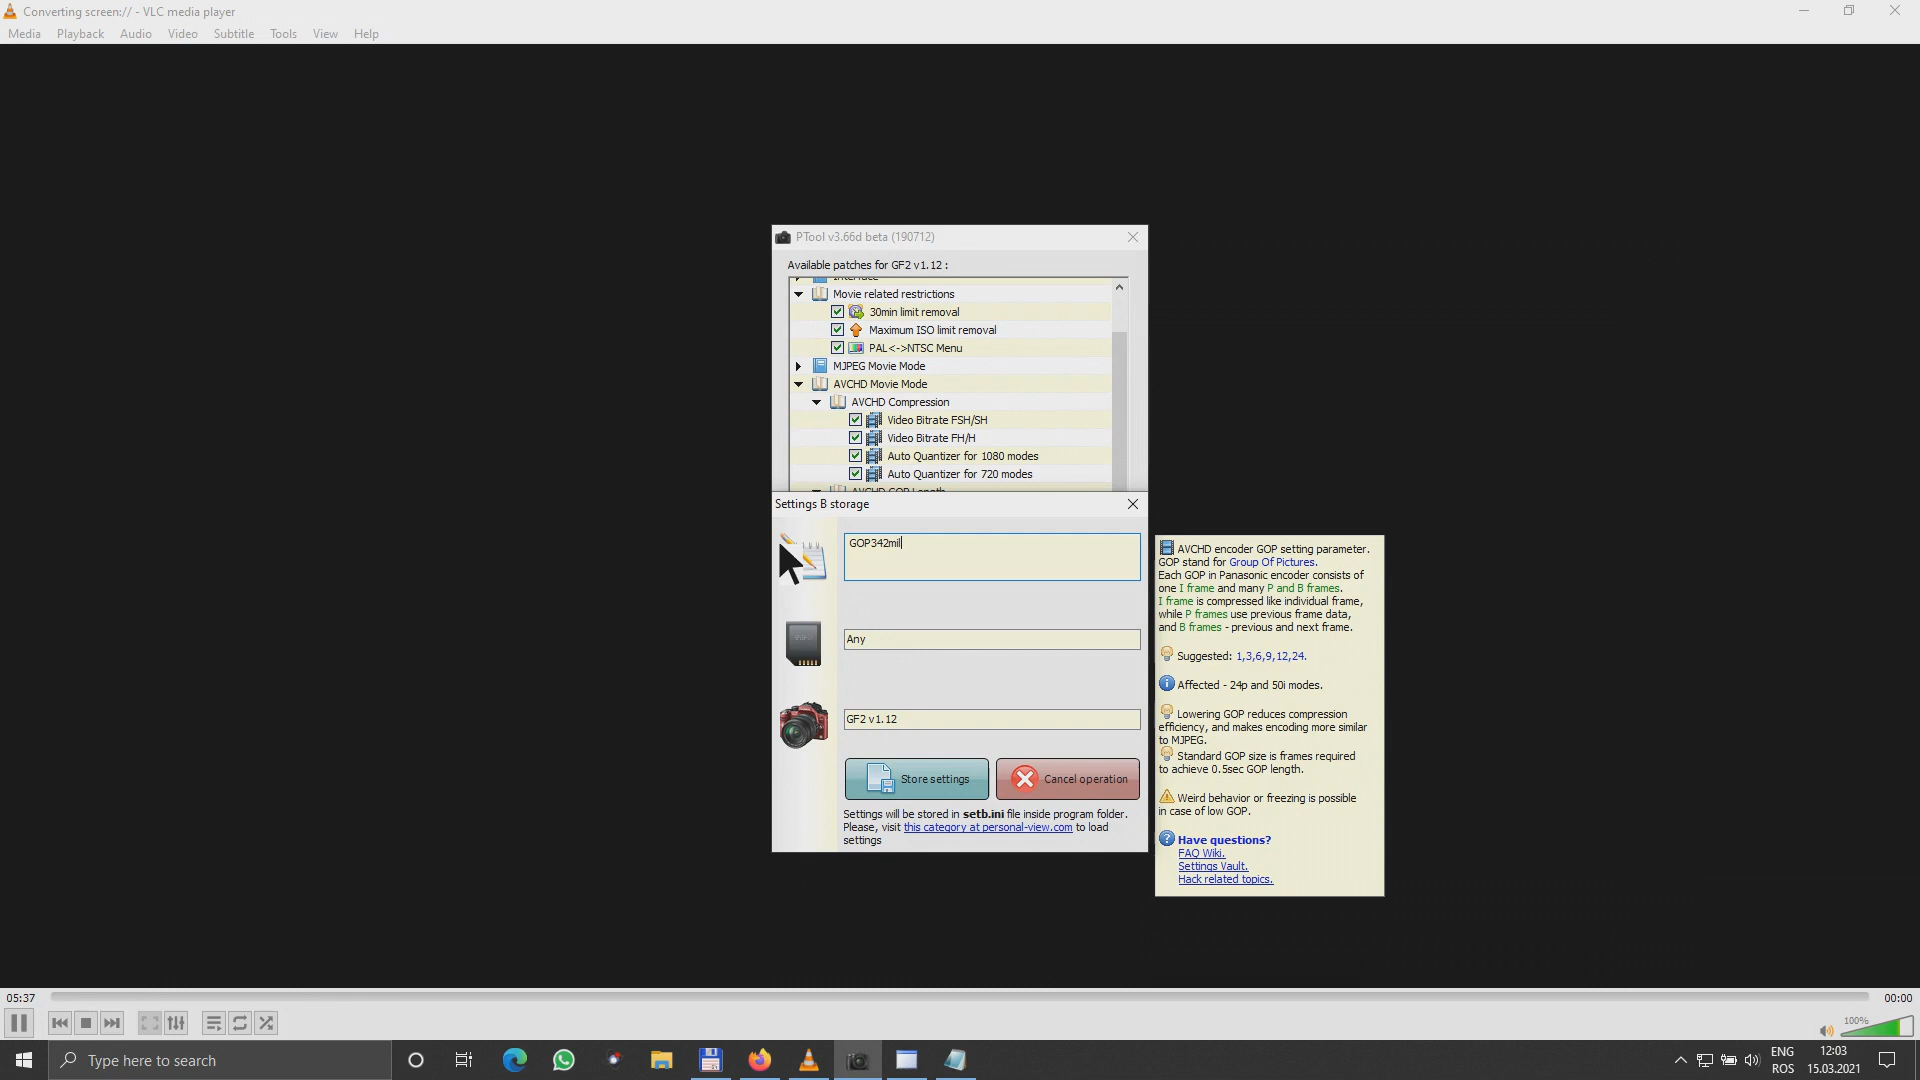 Converting screen:// - VLC media player
Media Playback Audio Video Subtitle Tools View Help
PTool v3.66d beta (190712)
Available patches for GF2 v1.12 :
Interface
Movie related restrictions
30min limit removal
Maximum ISO limit removal
PAL<->NTSC Menu
MJPEG Movie Mode
AVCHD Movie Mode
AVCHD Compression
Video Bitrate FSH/SH
Video Bitrate FH/H
Auto Quantizer for 1080 modes
Auto Quantizer for 720 modes
AVCHD GOP Length
Settings B storage
GOP342mil
Any
GF2 v1.12
Store settings
Cancel operation
Settings will be stored in setb.ini file inside program folder.
Please, visit this category at personal-view.com to load
settings
AVCHD encoder GOP setting parameter.
GOP stand for Group Of Pictures.
Each GOP in Panasonic encoder consists of
one I frame and many P and B frames.
I frame is compressed like individual frame,
while P frames use previous frame data,
and B frames - previous and next frame.
Suggested: 1,3,6,9,12,24.
Affected - 24p and 50i modes.
Lowering GOP reduces compression
efficiency, and makes encoding more similar
to MJPEG.
Standard GOP size is frames required
to achieve 0.5sec GOP length.
Weird behavior or freezing is possible
in case of low GOP.
Have questions?
FAQ Wiki.
Settings Vault.
Hack related topics.
05:37
00:00
100%
Type here to search
ENG
ROS
12:03
15.03.2021